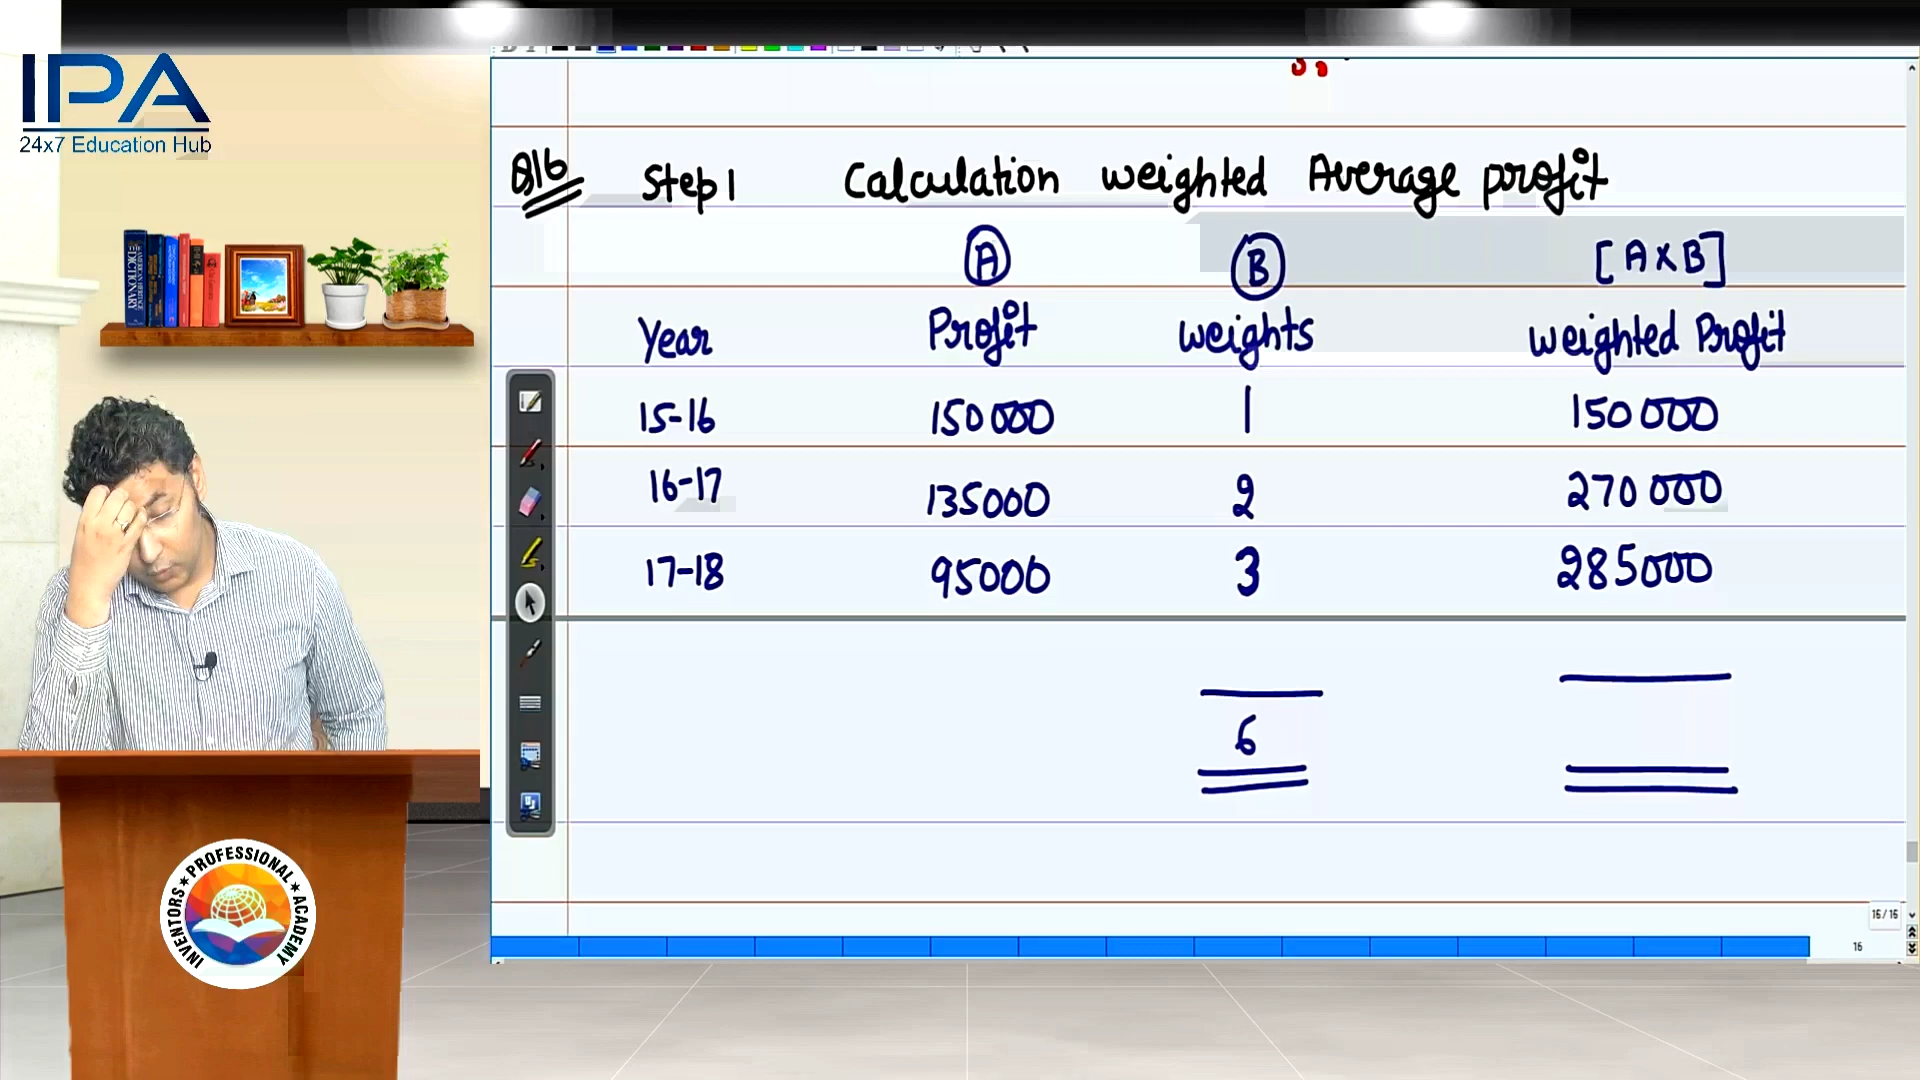 IPA
24x7 Education Hub
Q16 Step 1 Calculation weighted Average profit
A B [A×B]
Year Profit weights weighted Profit
15-16 150000 1 150000
16-17 135000 2 270000
17-18 95000 3 285000
6
15/15
15
INVENTORS ★ PROFESSIONAL ★ ACADEMY